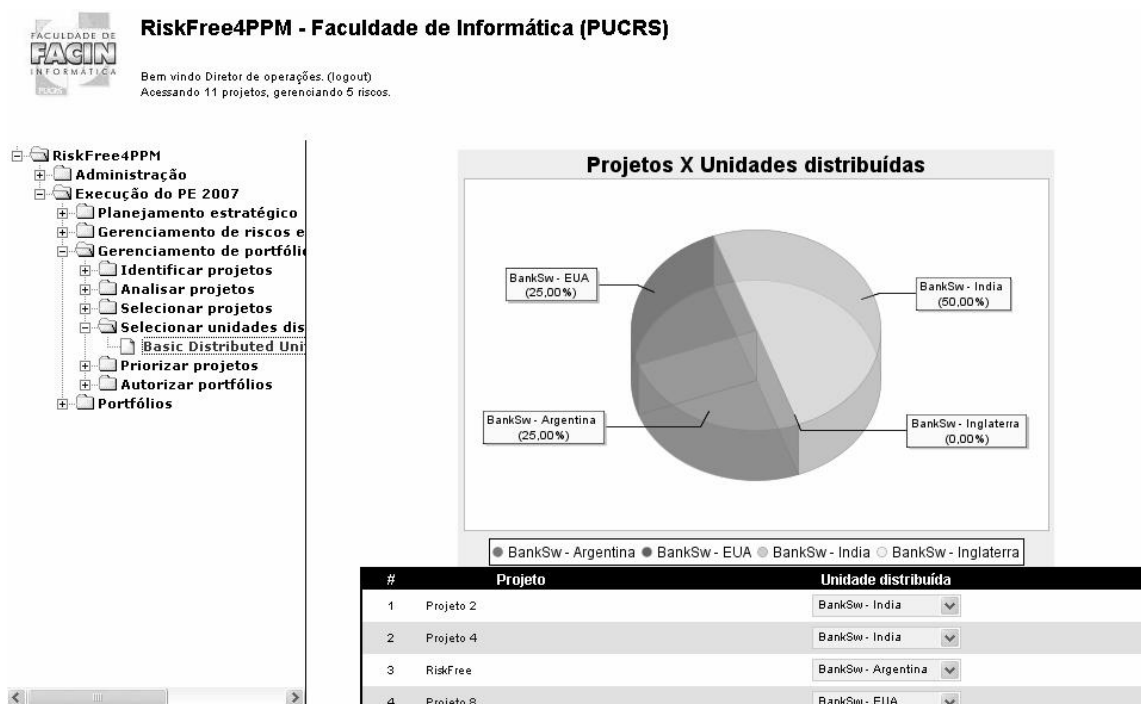 FACULDADE DE
FACIN
INFORMÁTICA
PUCRS
RiskFree4PPM - Faculdade de Informática (PUCRS)
Bem vindo Diretor de operações. (logout)
Acessando 11 projetos, gerenciando 5 riscos.
RiskFree4PPM
Administração
Execução do PE 2007
Planejamento estratégico
Gerenciamento de riscos e
Gerenciamento de portfóli
Identificar projetos
Analisar projetos
Selecionar projetos
Selecionar unidades dis
Basic Distributed Uni
Priorizar projetos
Autorizar portfólios
Portfólios
Projetos X Unidades distribuídas
BankSw - EUA
(25,00%)
BankSw - India
(50,00%)
BankSw - Argentina
(25,00%)
BankSw - Inglaterra
(0,00%)
BankSw - Argentina BankSw - EUA BankSw - India BankSw - Inglaterra
# Projeto Unidade distribuída
1 Projeto 2 BankSw - India
2 Projeto 4 BankSw - India
3 RiskFree BankSw - Argentina
4 Projeto 8 BankSw - EUA